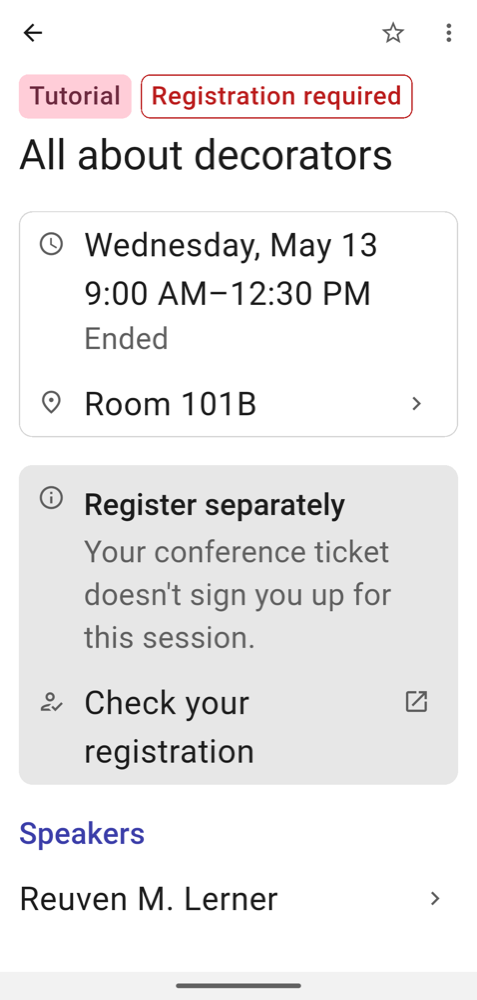 Tutorial Registration required
All about decorators
Wednesday, May 13
9:00 AM–12:30 PM
Ended
Room 101B
Register separately
Your conference ticket
doesn't sign you up for
this session.
Check your
registration
Speakers
Reuven M. Lerner